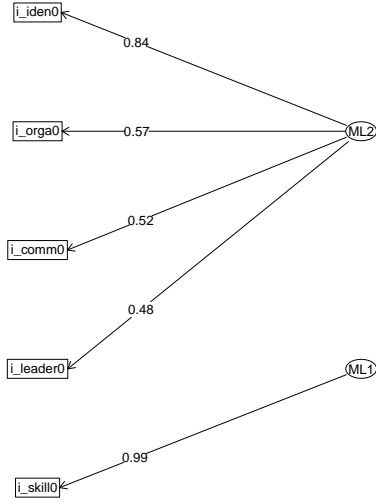 i_iden0
0.84
i_orga0
0.57
ML2
0.52
i_comm0
0.48
i_leader0
ML1
0.99
i_skill0